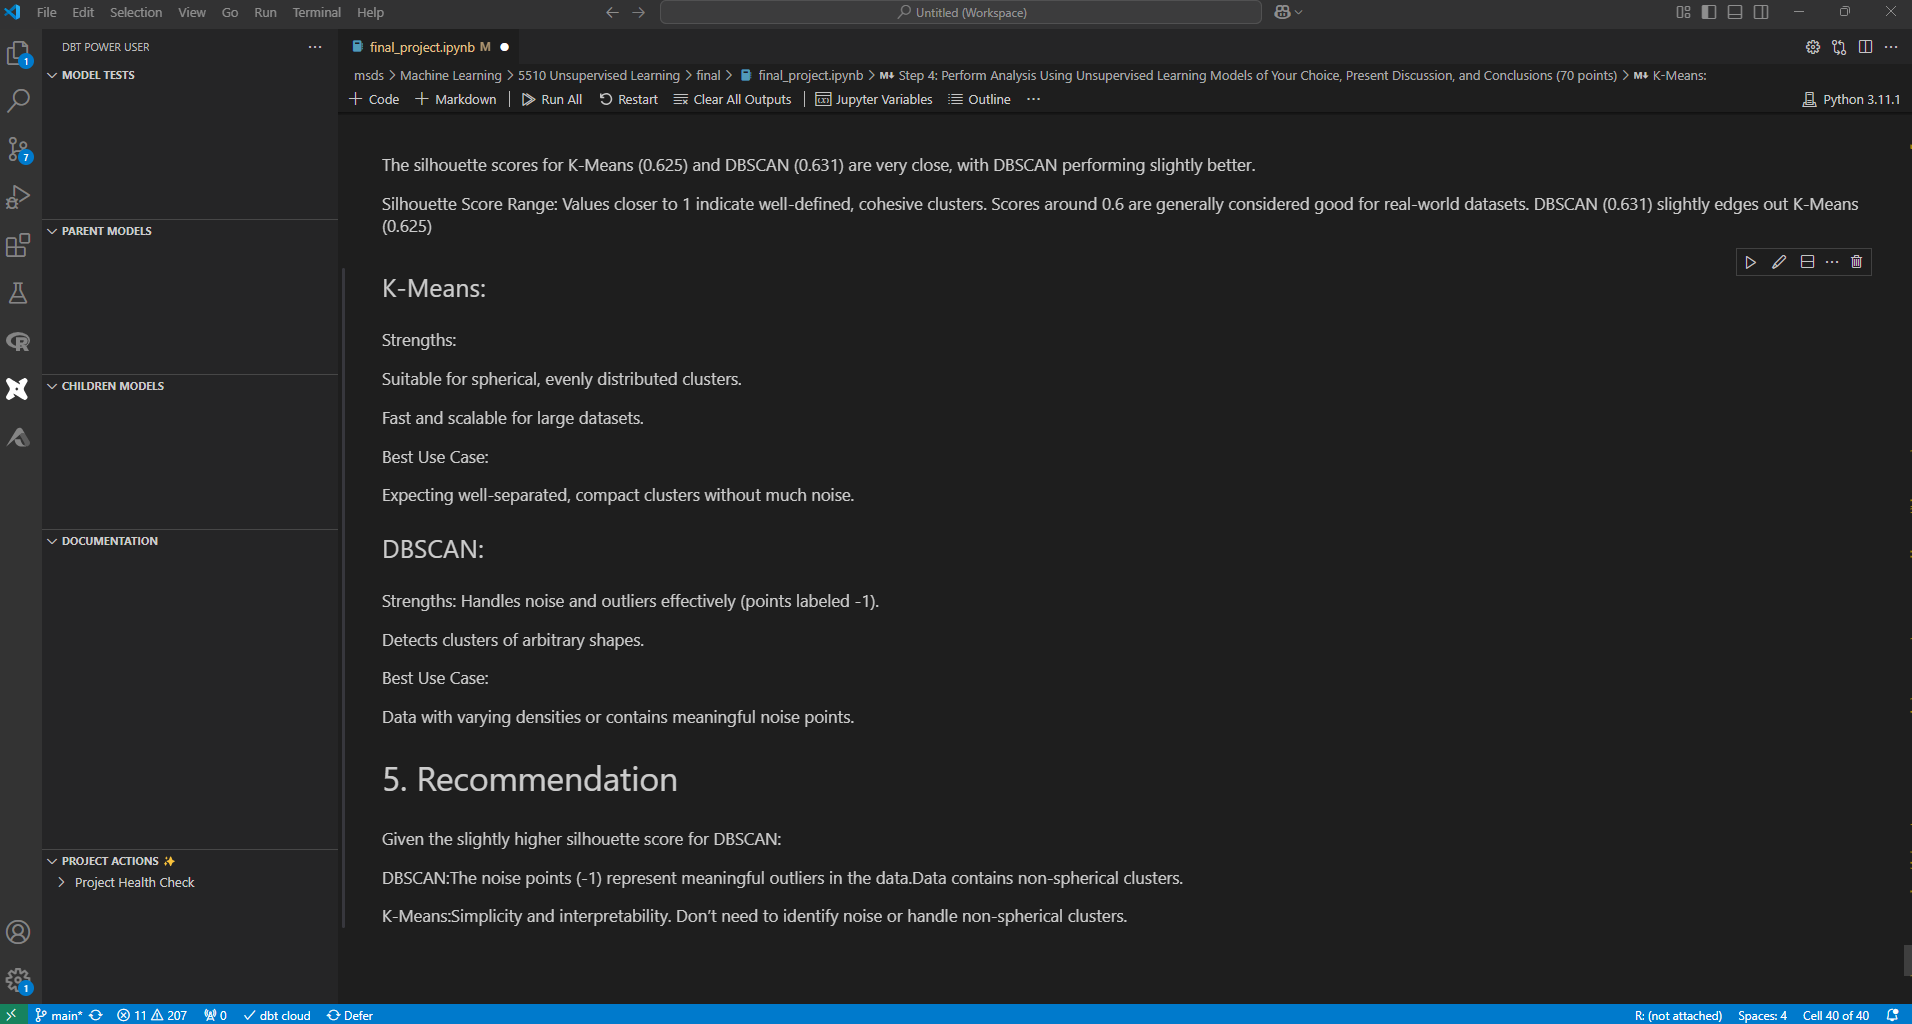 File Edit Selection View Go Run Terminal Help
Untitled (Workspace)
DBT POWER USER
final_project.ipynb M
MODEL TESTS
msds > Machine Learning > 5510 Unsupervised Learning > final > final_project.ipynb > M↓ Step 4: Perform Analysis Using Unsupervised Learning Models of Your Choice, Present Discussion, and Conclusions (70 points) > M↓ K-Means:
+ Code + Markdown Run All Restart Clear All Outputs Jupyter Variables Outline ···
Python 3.11.1
1
7
The silhouette scores for K-Means (0.625) and DBSCAN (0.631) are very close, with DBSCAN performing slightly better.
Silhouette Score Range: Values closer to 1 indicate well-defined, cohesive clusters. Scores around 0.6 are generally considered good for real-world datasets. DBSCAN (0.631) slightly edges out K-Means
(0.625)
PARENT MODELS
K-Means:
Strengths:
Suitable for spherical, evenly distributed clusters.
CHILDREN MODELS
Fast and scalable for large datasets.
Best Use Case:
Expecting well-separated, compact clusters without much noise.
DOCUMENTATION
DBSCAN:
Strengths: Handles noise and outliers effectively (points labeled -1).
Detects clusters of arbitrary shapes.
Best Use Case:
Data with varying densities or contains meaningful noise points.
5. Recommendation
Given the slightly higher silhouette score for DBSCAN:
PROJECT ACTIONS ✨
Project Health Check
DBSCAN:The noise points (-1) represent meaningful outliers in the data.Data contains non-spherical clusters.
K-Means:Simplicity and interpretability. Don’t need to identify noise or handle non-spherical clusters.
1
main* 11 207 0 dbt cloud Defer
R: (not attached) Spaces: 4 Cell 40 of 40